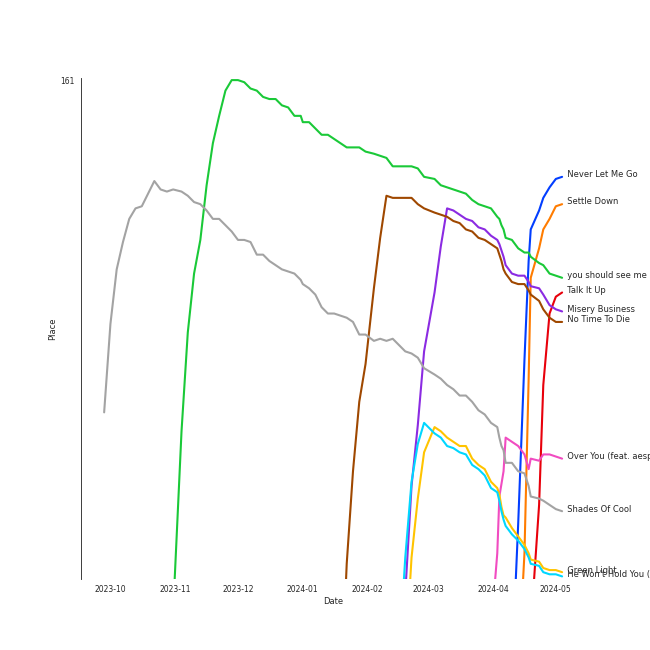 161
Place
Never Let Me Go
Settle Down
you should see me
Talk It Up
Misery Business
No Time To Die
Over You (feat. aesp
Shades Of Cool
Green Light
He Won't Hold You (
2023-10 2023-11 2023-12 2024-01 2024-02 2024-03 2024-04 2024-05
Date